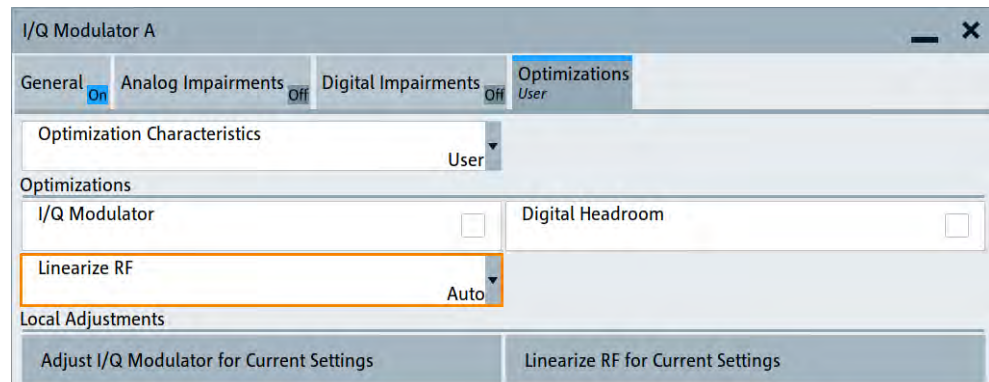 I/Q Modulator A
General On Analog Impairments Off Digital Impairments Off Optimizations
User
Optimization Characteristics
User
Optimizations
I/Q Modulator Digital Headroom
Linearize RF
Auto
Local Adjustments
Adjust I/Q Modulator for Current Settings Linearize RF for Current Settings